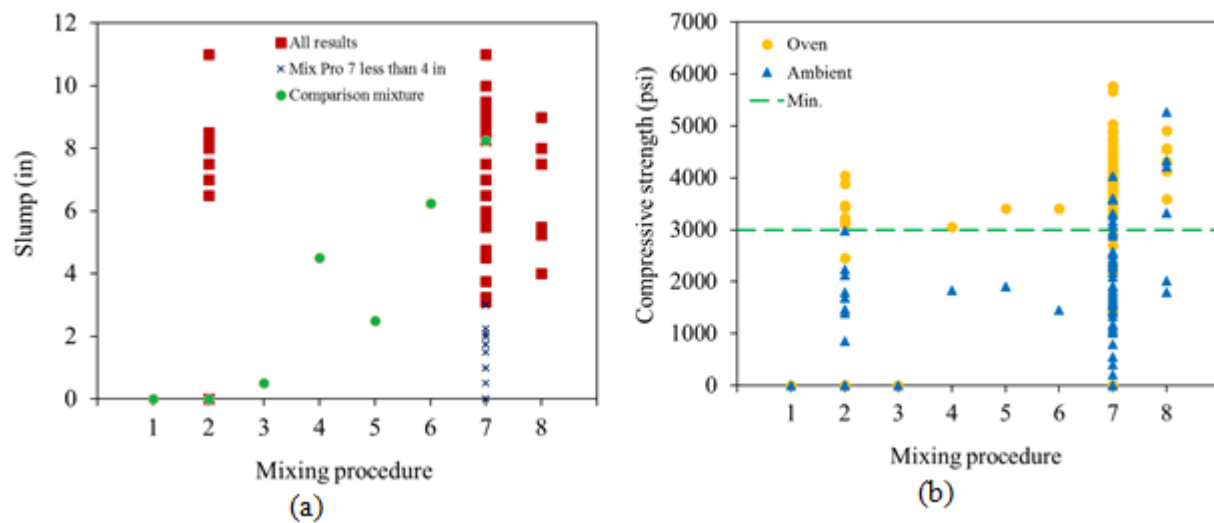 12
10
8
6
4
2
0
Slump (in)
All results
Mix Pro 7 less than 4 in
Comparison mixture
1 2 3 4 5 6 7 8
Mixing procedure
(a)
7000
6000
5000
4000
3000
2000
1000
0
Compressive strength (psi)
Oven
Ambient
Min.
1 2 3 4 5 6 7 8
Mixing procedure
(b)